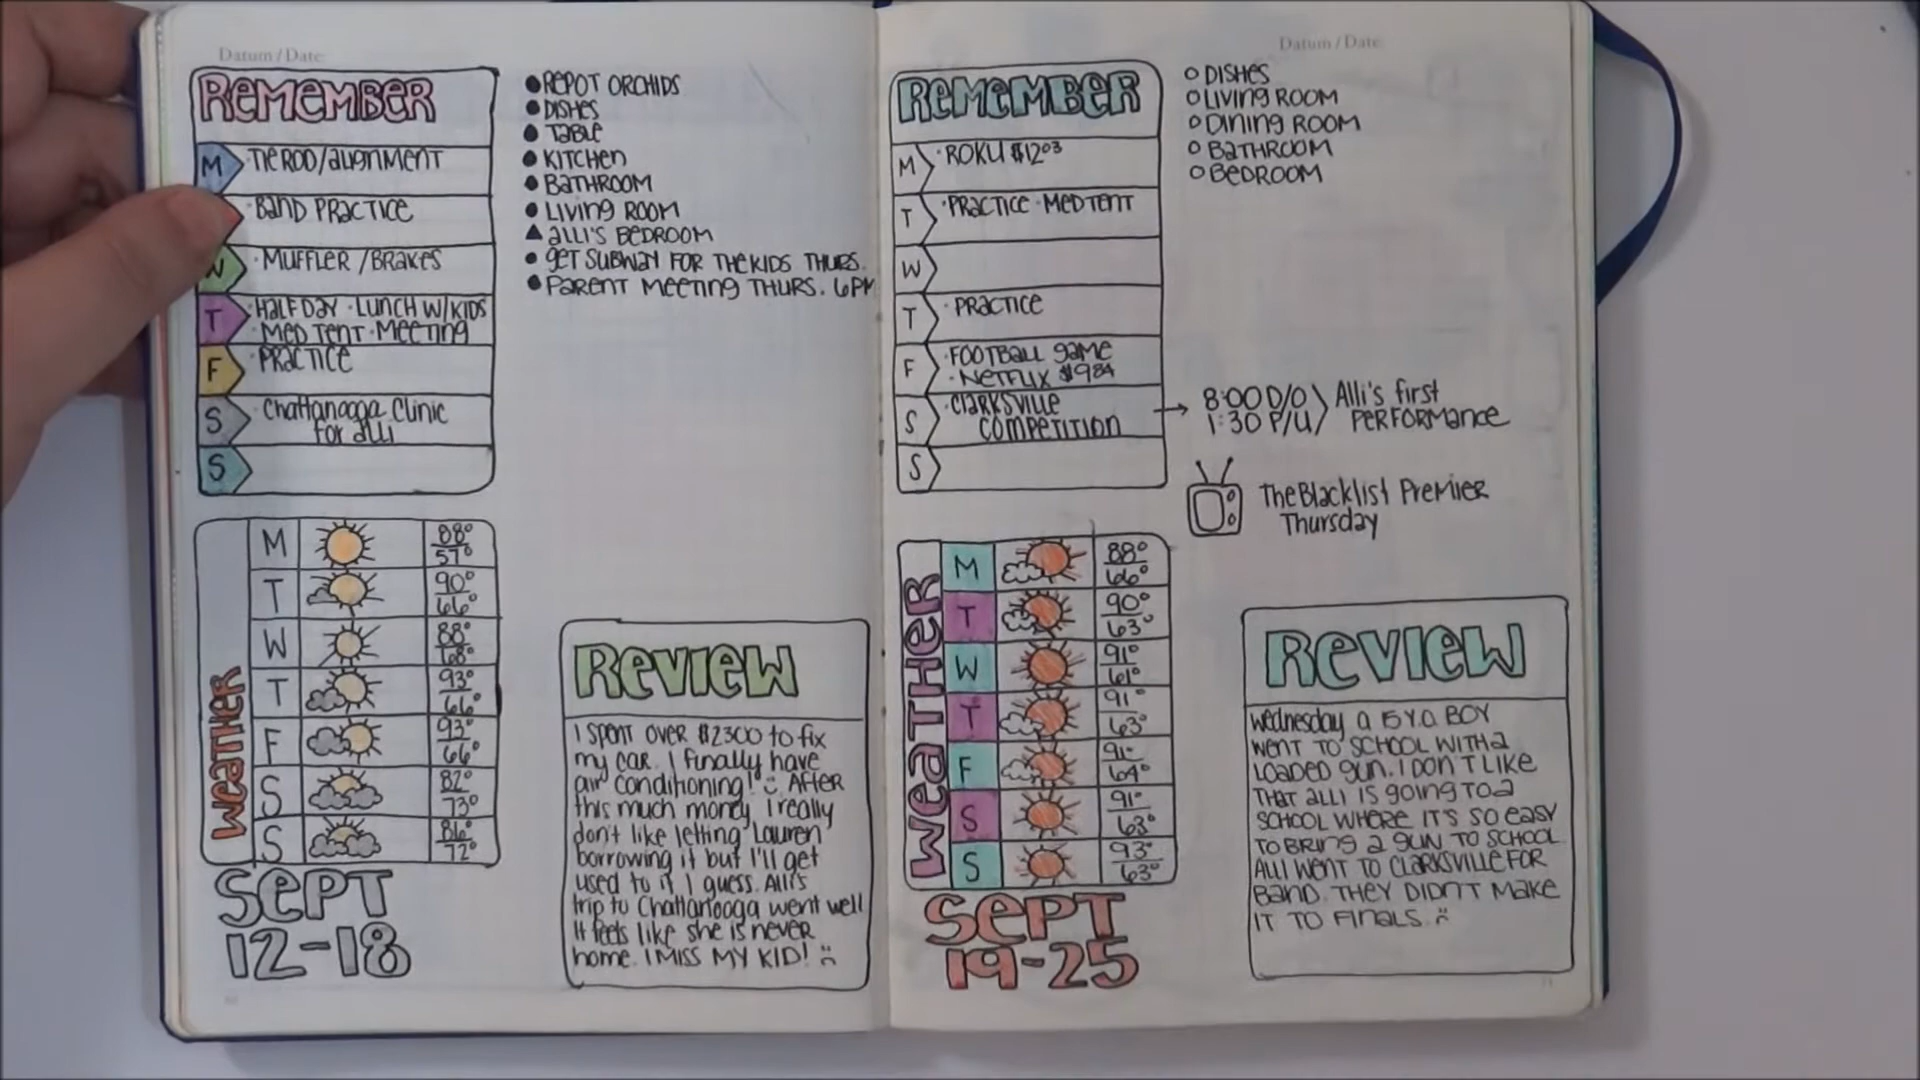 Datum / Date:
REMEMBER
M
TIE ROD/ALIGNMENT
· BAND PRACTICE
W
· MUFFLER / BRAKES
T
· HALF DAY · LUNCH W/KIDS
· MED TENT · MEETING
F
· PRACTICE
S
· Chattanooga Clinic
for alli
S
● REPOT ORCHIDS
● DISHES
● TABLE
● KITCHEN
● BATHROOM
● LIVING ROOM
▲ ALLI'S BEDROOM
● GET SUBWAY FOR THE KIDS THURS.
● PARENT MEETING THURS. 6PM
WEATHER
M 88° 57°
T 90° 66°
W 88° 68°
T 93° 66°
F 93° 66°
S 82° 73°
S 86° 72°
SEPT
12-18
REVIEW
I SPENT OVER $2300 to fix
my car. I finally have
air conditioning! :) AFTER
this much money, I really
don't like letting Lauren
borrowing it but I'll get
used to it, I guess. Alli's
trip to Chattanooga went well
It feels like she is never
home. I MISS MY KID! :(
Datum / Date:
REMEMBER
M
· ROKU $12.03
T
· PRACTICE · MED TENT
W
T
· PRACTICE
F
· FOOTBALL GAME
· NETFLIX $9.84
S
· CLARKSVILLE
COMPETITION
S
→ 8:00 D/O ) Alli's first
1:30 P/U ) PERFORMANCE
○ DISHES
○ LIVING ROOM
○ DINING ROOM
○ BATHROOM
○ BEDROOM
The Blacklist Premier
Thursday
WEATHER
M 88° 66°
T 90° 63°
W 91° 61°
T 91° 63°
F 91° 64°
S 91° 63°
S 93° 63°
SEPT
19-25
REVIEW
Wednesday a 5 Y.O. BOY
WENT TO SCHOOL WITH A
LOADED GUN. I DON'T LIKE
THAT ALLI IS GOING TO A
SCHOOL WHERE IT'S SO EASY
TO BRING A GUN TO SCHOOL
ALLI WENT TO CLARKSVILLE FOR
BAND. THEY DIDN'T MAKE
IT TO FINALS. :(